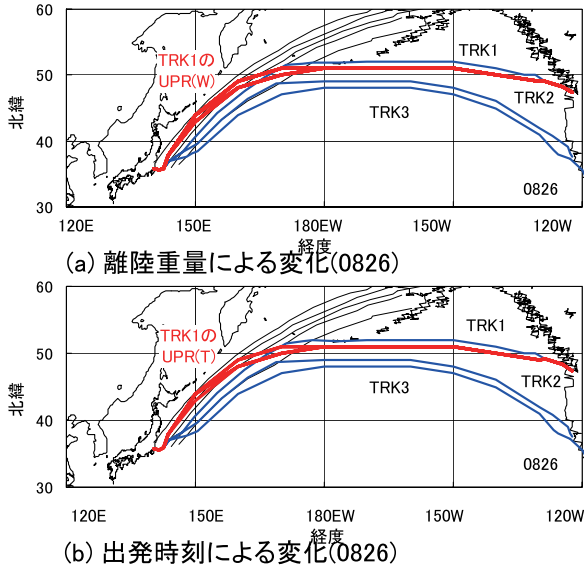 60
50
40
30
北緯
TRK1の
UPR(W)
TRK1
TRK2
TRK3
0826
120E 150E 180EW 150W 120W
経度
(a) 離陸重量による変化(0826)
60
50
40
30
北緯
TRK1の
UPR(T)
TRK1
TRK2
TRK3
0826
120E 150E 180EW 150W 120W
経度
(b) 出発時刻による変化(0826)